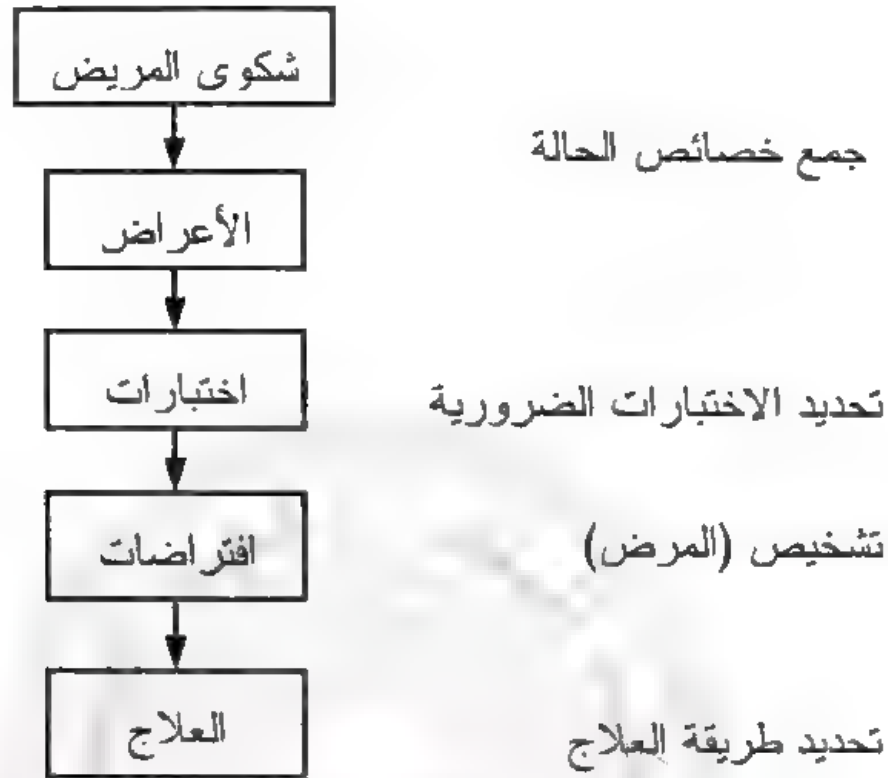 شكوى المريض
جمع خصائص الحالة
الأعراض
اختبارات
تحديد الاختبارات الضرورية
افتراضات
تشخيص (المرض)
العلاج
تحديد طريقة العلاج